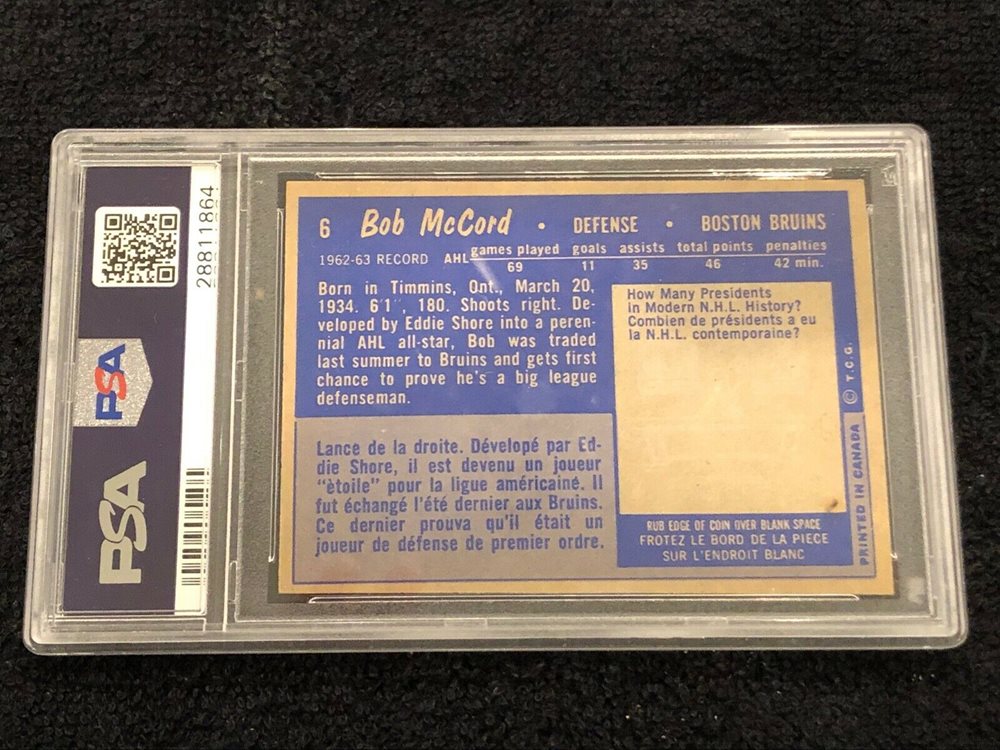 28811864
PSA
PSA
6 Bob McCord • DEFENSE • BOSTON BRUINS
games played goals assists total points penalties
1962-63 RECORD AHL 69 11 35 46 42 min.
Born in Timmins, Ont., March 20,
1934. 6'1", 180. Shoots right. De-
veloped by Eddie Shore into a peren-
nial AHL all-star, Bob was traded
last summer to Bruins and gets first
chance to prove he's a big league
defenseman.
Lance de la droite. Dévelopé par Ed-
die Shore, il est devenu un joueur
"ètoile" pour la ligue américainé. Il
fut échangé l'été dernier aux Bruins.
Ce dernier prouva qu'il était un
joueur de défense de premier ordre.
How Many Presidents
in Modern N.H.L. History?
Combien de présidents a eu
la N.H.L. contemporaine?
RUB EDGE OF COIN OVER BLANK SPACE
FROTEZ LE BORD DE LA PIECE
SUR L'ENDROIT BLANC
PRINTED IN CANADA © T.C.G.